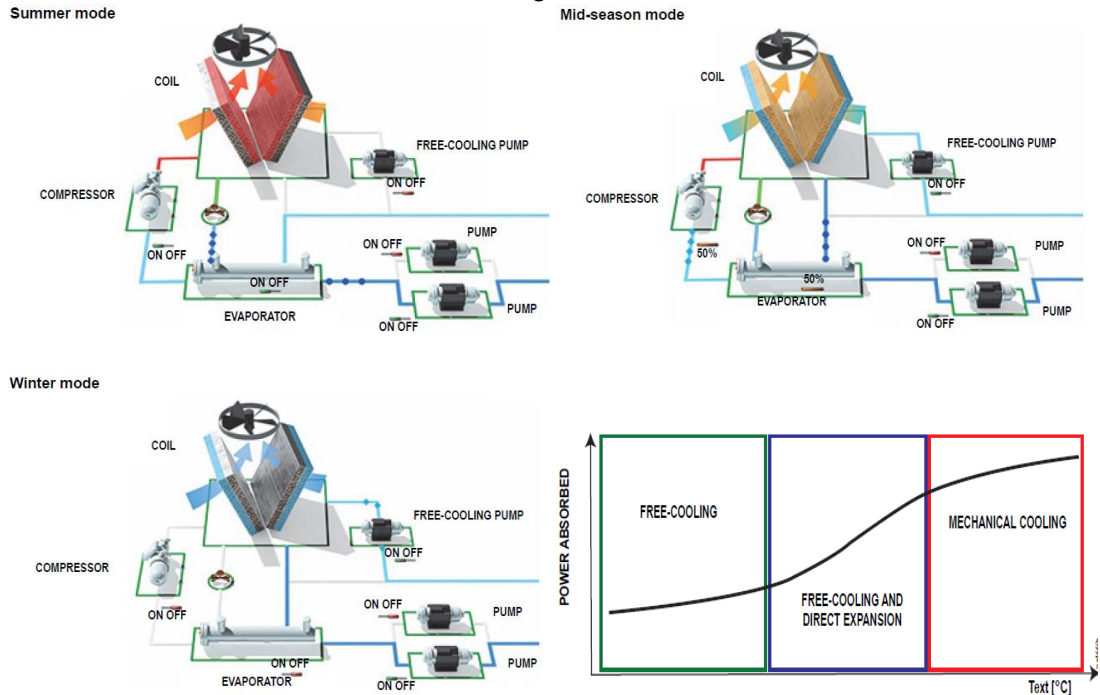 Summer mode
COIL
FREE-COOLING PUMP
ON OFF
COMPRESSOR
ON OFF
ON OFF
PUMP
ON OFF
EVAPORATOR
ON OFF
PUMP
Mid-season mode
COIL
FREE-COOLING PUMP
ON OFF
COMPRESSOR
50%
ON OFF
PUMP
50%
EVAPORATOR
ON OFF
PUMP
Winter mode
COIL
FREE-COOLING PUMP
ON OFF
COMPRESSOR
ON OFF
ON OFF
PUMP
ON OFF
EVAPORATOR
ON OFF
PUMP
POWER ABSORBED
FREE-COOLING
FREE-COOLING AND
DIRECT EXPANSION
MECHANICAL COOLING
Text [°C]